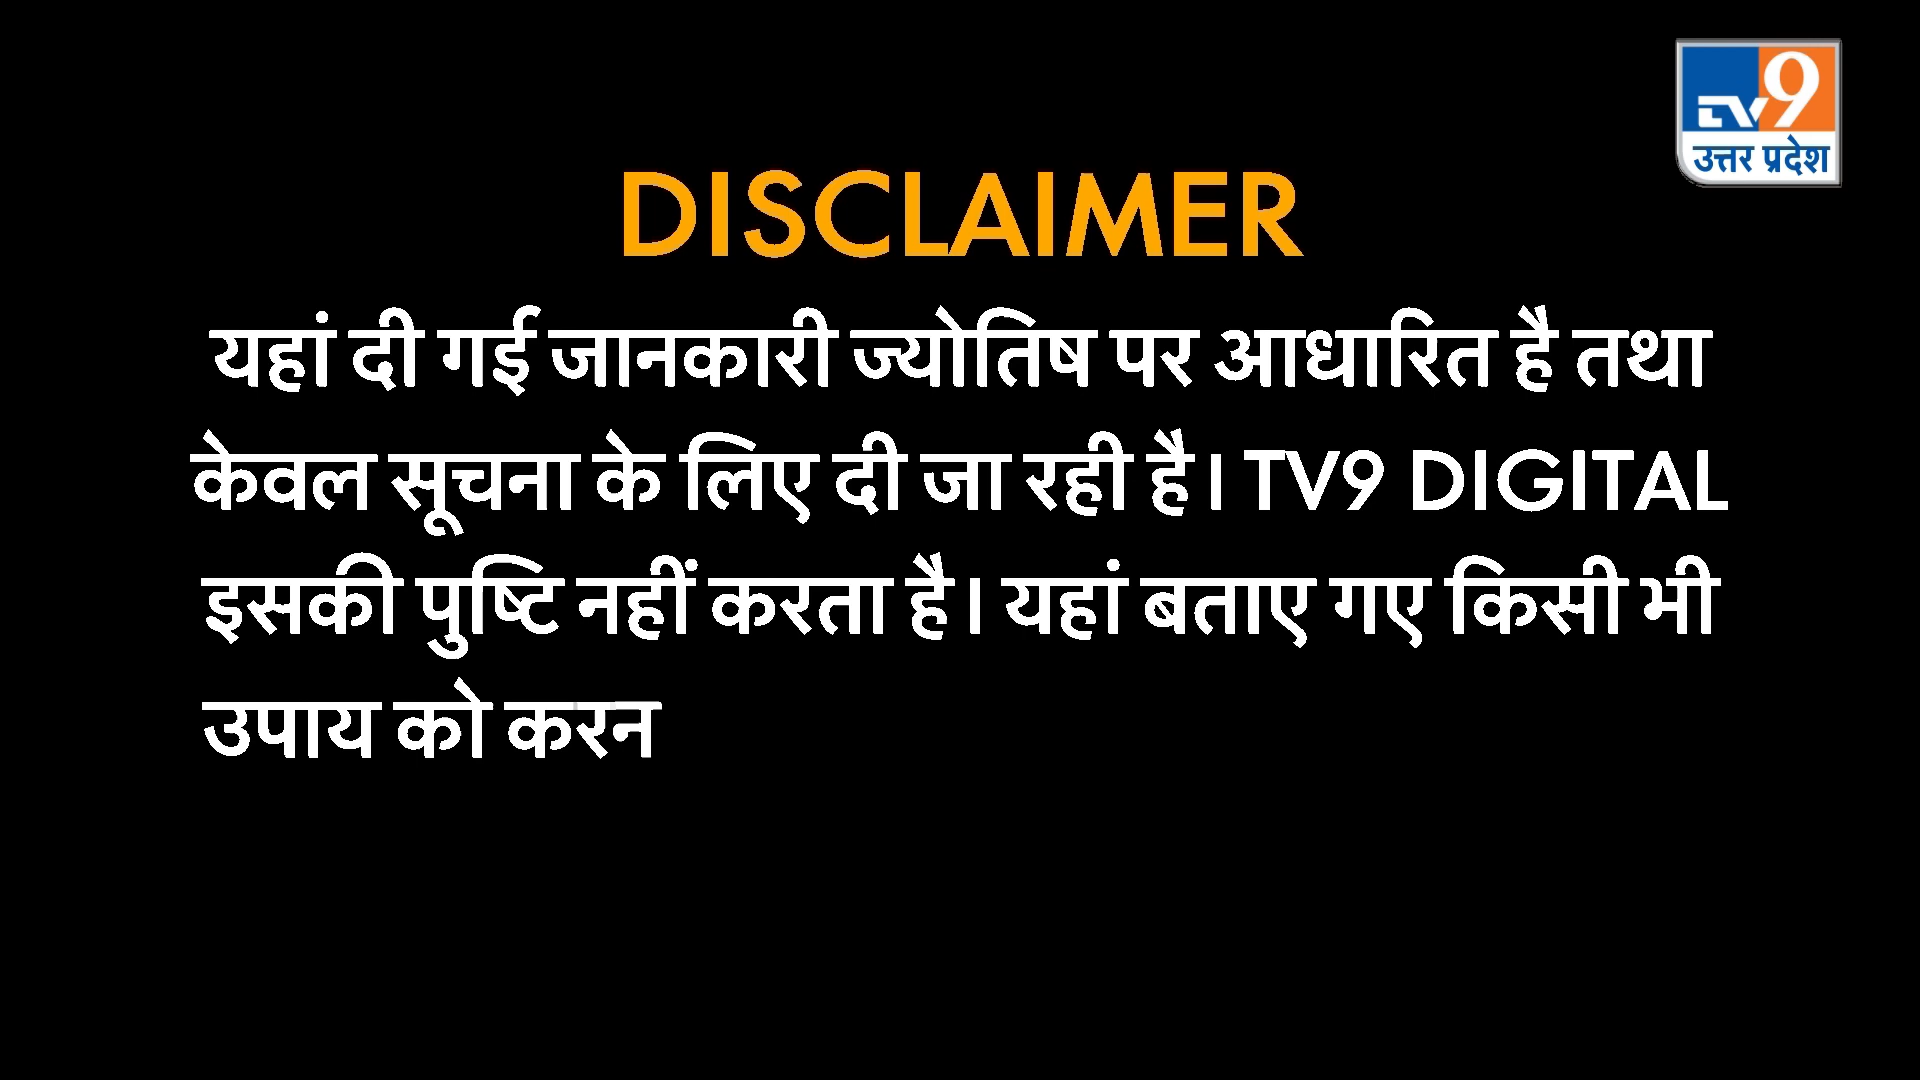 TV9
उत्तर प्रदेश
DISCLAIMER
यहां दी गई जानकारी ज्योतिष पर आधारित है तथा
केवल सूचना के लिए दी जा रही है। TV9 DIGITAL
इसकी पुष्टि नहीं करता है। यहां बताए गए किसी भी
उपाय को करन